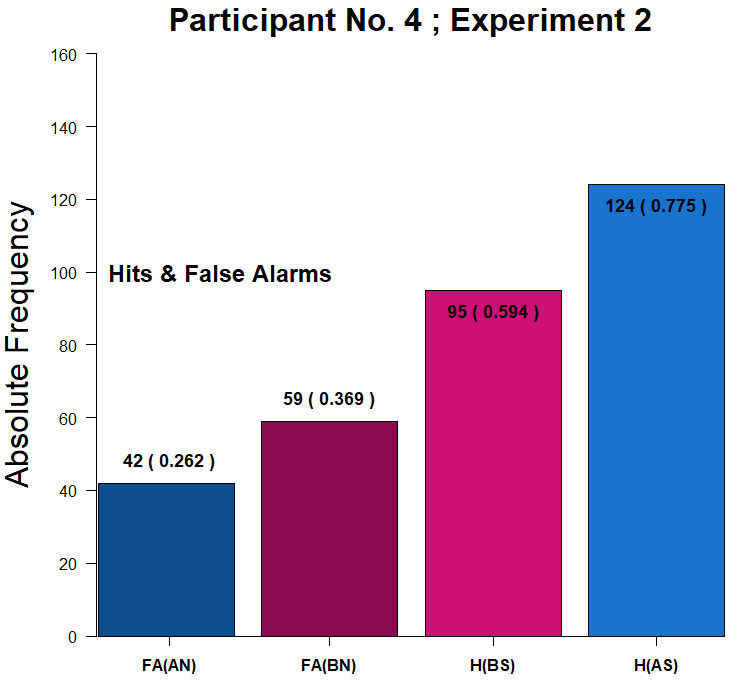 Participant No. 4 ; Experiment 2
Absolute Frequency
160
140
120
100
80
60
40
20
0
Hits & False Alarms
42 ( 0.262 )
59 ( 0.369 )
95 ( 0.594 )
124 ( 0.775 )
FA(AN)
FA(BN)
H(BS)
H(AS)